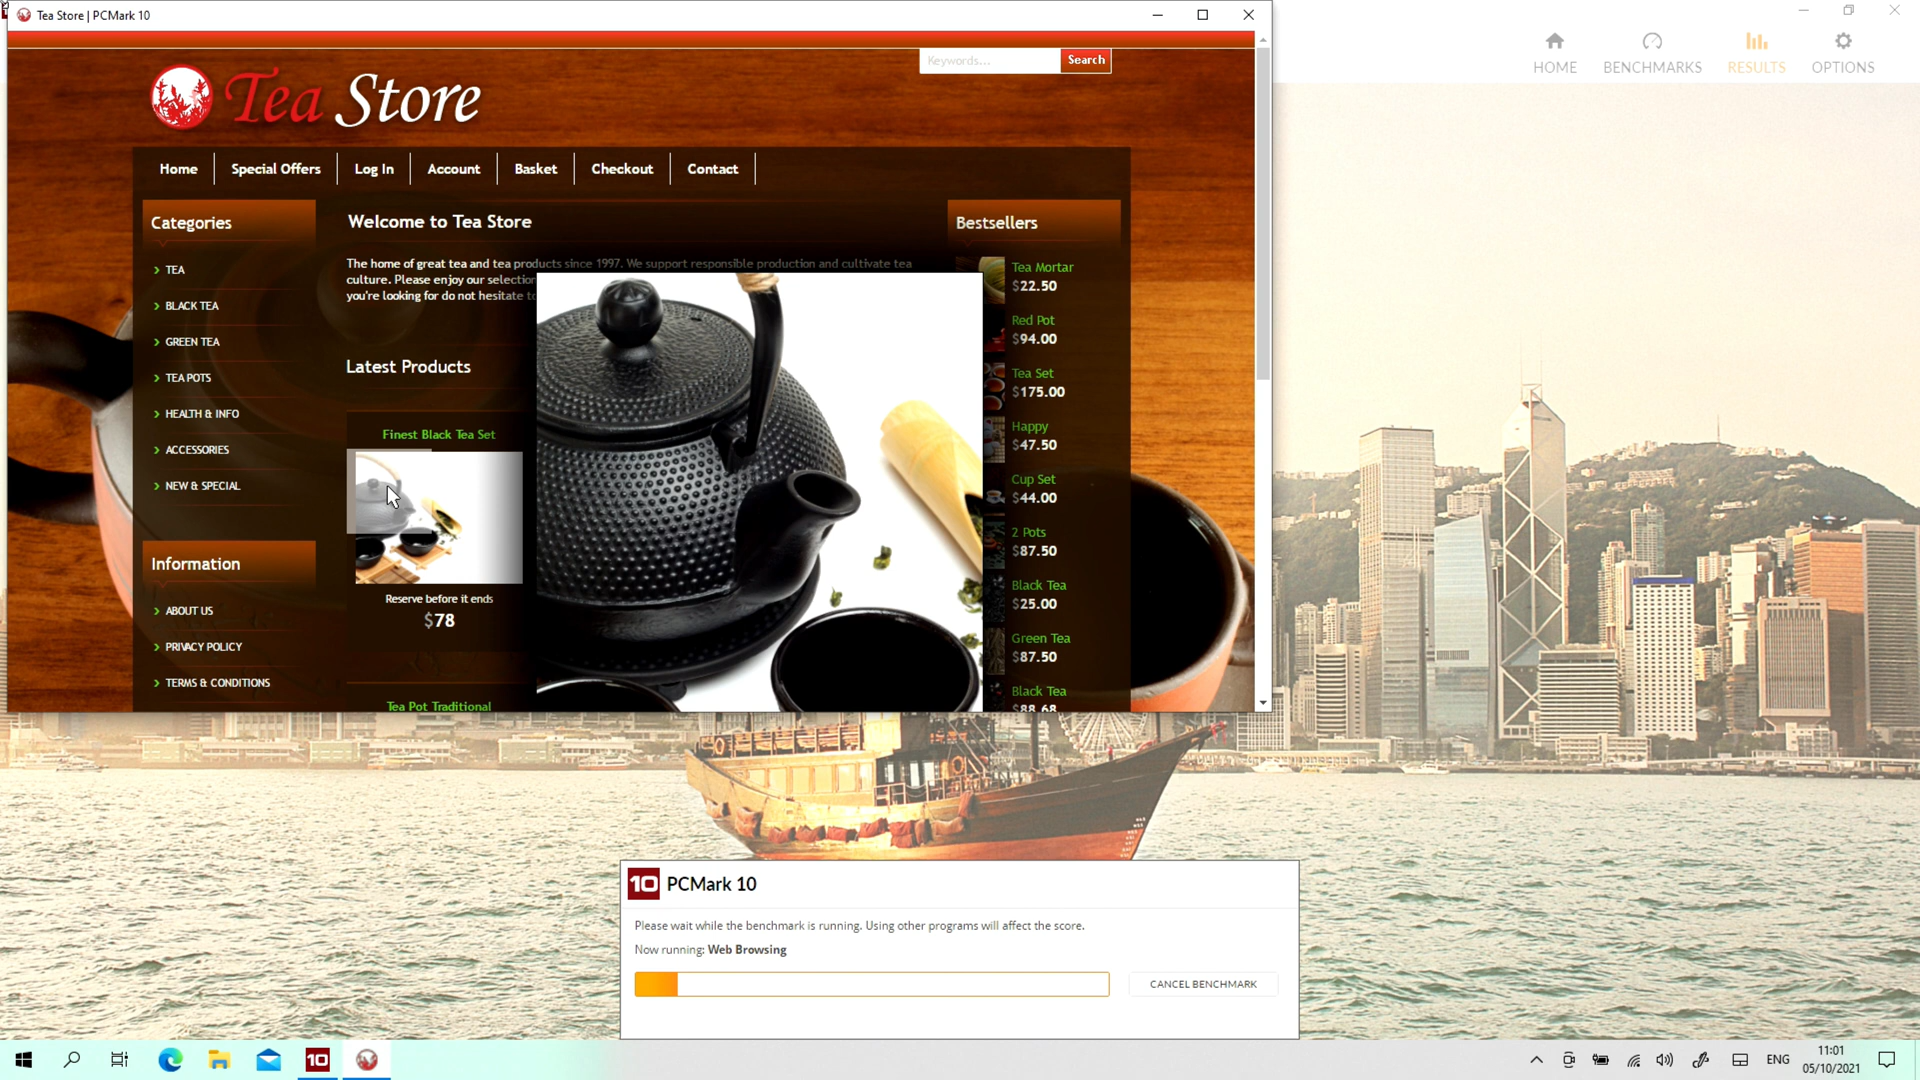 Tea Store | PCMark 10
HOME
BENCHMARKS
RESULTS
OPTIONS
Keywords...
Search
Tea Store
Home
Special Offers
Log In
Account
Basket
Checkout
Contact
Categories
TEA
BLACK TEA
GREEN TEA
TEA POTS
HEALTH & INFO
ACCESSORIES
NEW & SPECIAL
Information
ABOUT US
PRIVACY POLICY
TERMS & CONDITIONS
Welcome to Tea Store
The home of great tea and tea products since 1997. We support responsible production and cultivate tea
culture. Please enjoy our selection
you're looking for do not hesitate to
Latest Products
Finest Black Tea Set
Reserve before it ends
$78
Tea Pot Traditional
Bestsellers
Tea Mortar
$22.50
Red Pot
$94.00
Tea Set
$175.00
Happy
$47.50
Cup Set
$44.00
2 Pots
$87.50
Black Tea
$25.00
Green Tea
$87.50
Black Tea
$88.68
10 PCMark 10
Please wait while the benchmark is running. Using other programs will affect the score.
Now running: Web Browsing
CANCEL BENCHMARK
10
ENG
11:01
05/10/2021